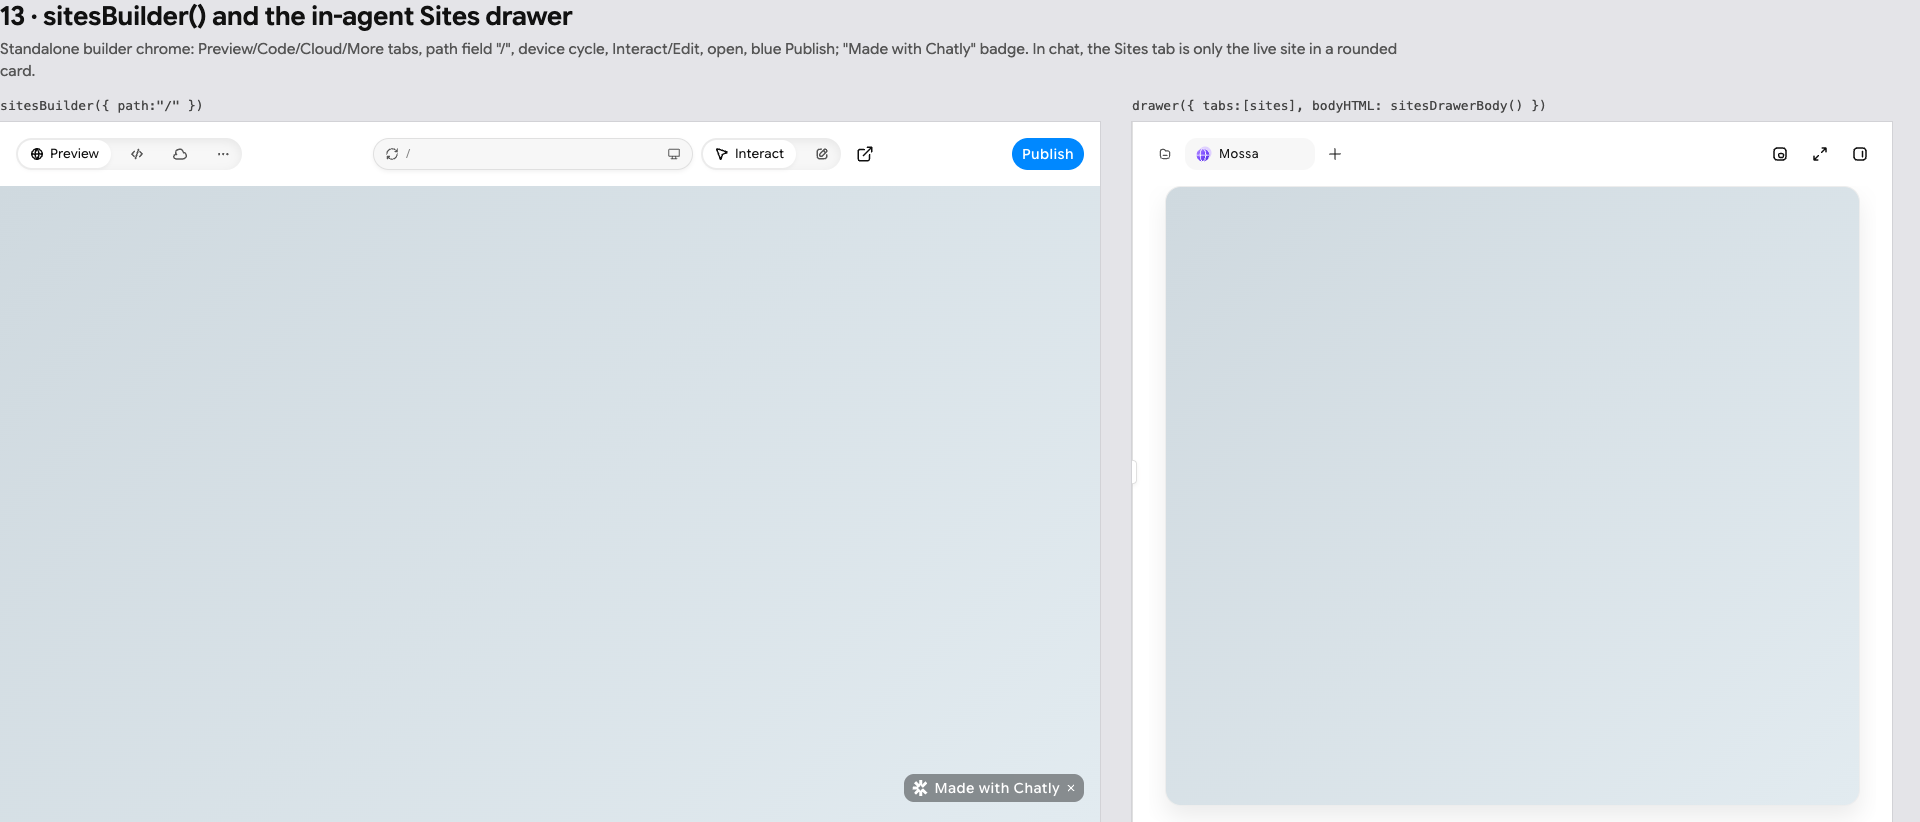 13 · sitesBuilder() and the in-agent Sites drawer
Standalone builder chrome: Preview/Code/Cloud/More tabs, path field "/", device cycle, Interact/Edit, open, blue Publish; "Made with Chatly" badge. In chat, the Sites tab is only the live site in a rounded
card.
sitesBuilder({ path:"/" })
drawer({ tabs:[sites], bodyHTML: sitesDrawerBody() })
Preview
/
Interact
Publish
Mossa
Made with Chatly ×